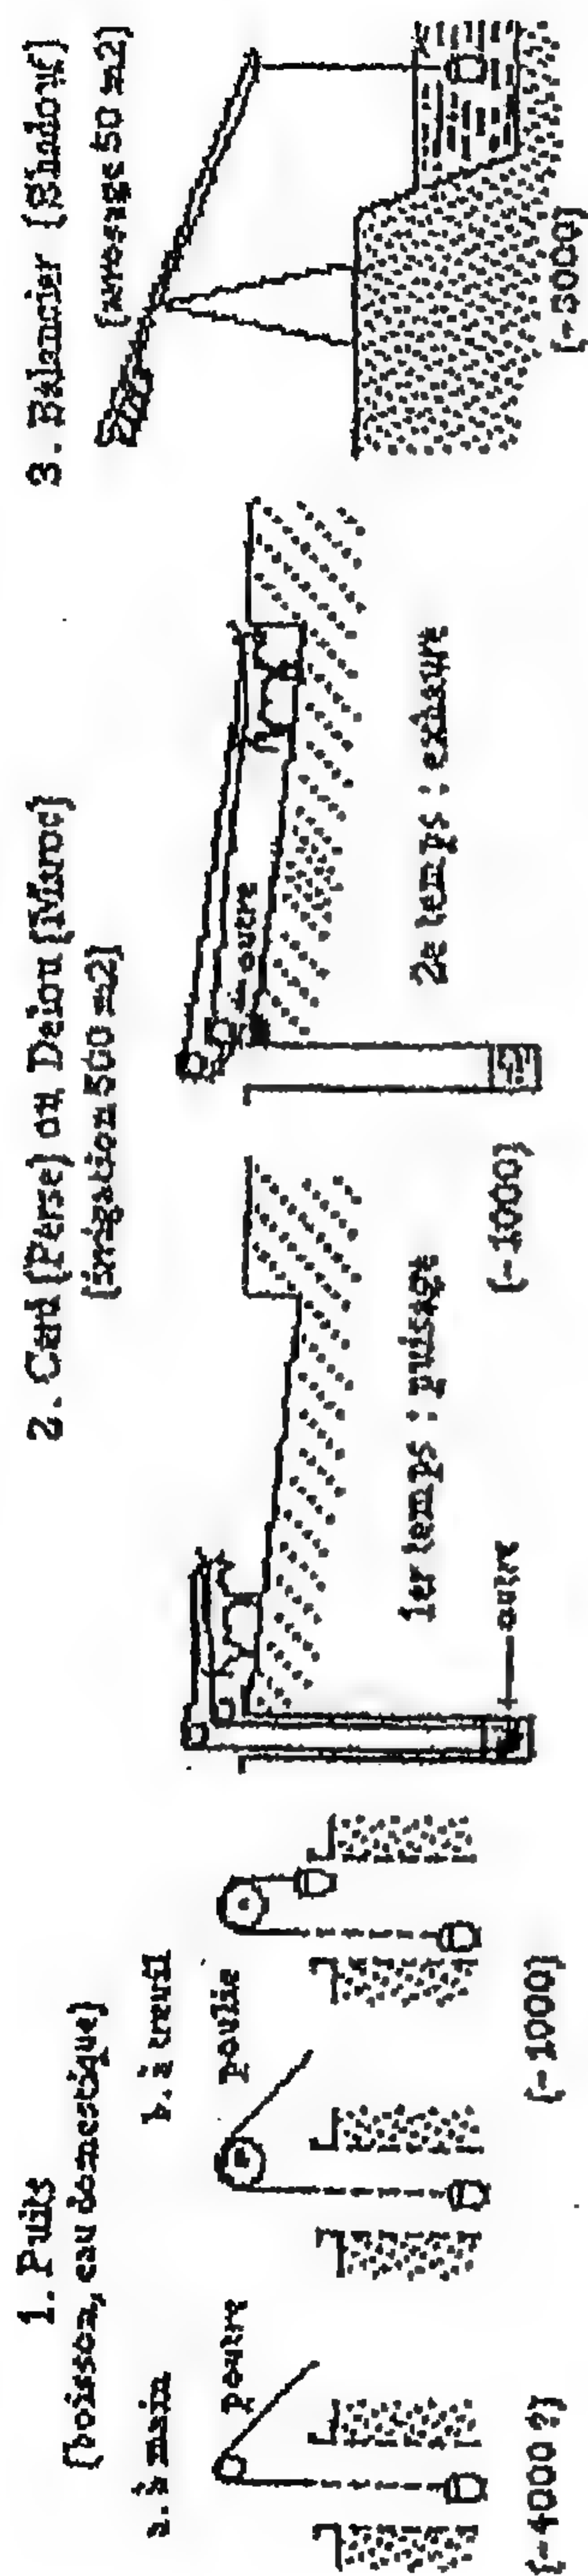 1. Puits
(boisson, eau domestique)
a. à main
b. à treuil
poutre
poulie
(-4000 ?)
(-1000)
2. Cerd (Perse) ou Delou (Maroc)
(irrigation 500 m2)
outre
1er temps : puisage
outre
2e temps : exhaure
(-1000)
3. Balancier (Shadouf)
(arrosage 50 m2)
(-3000)